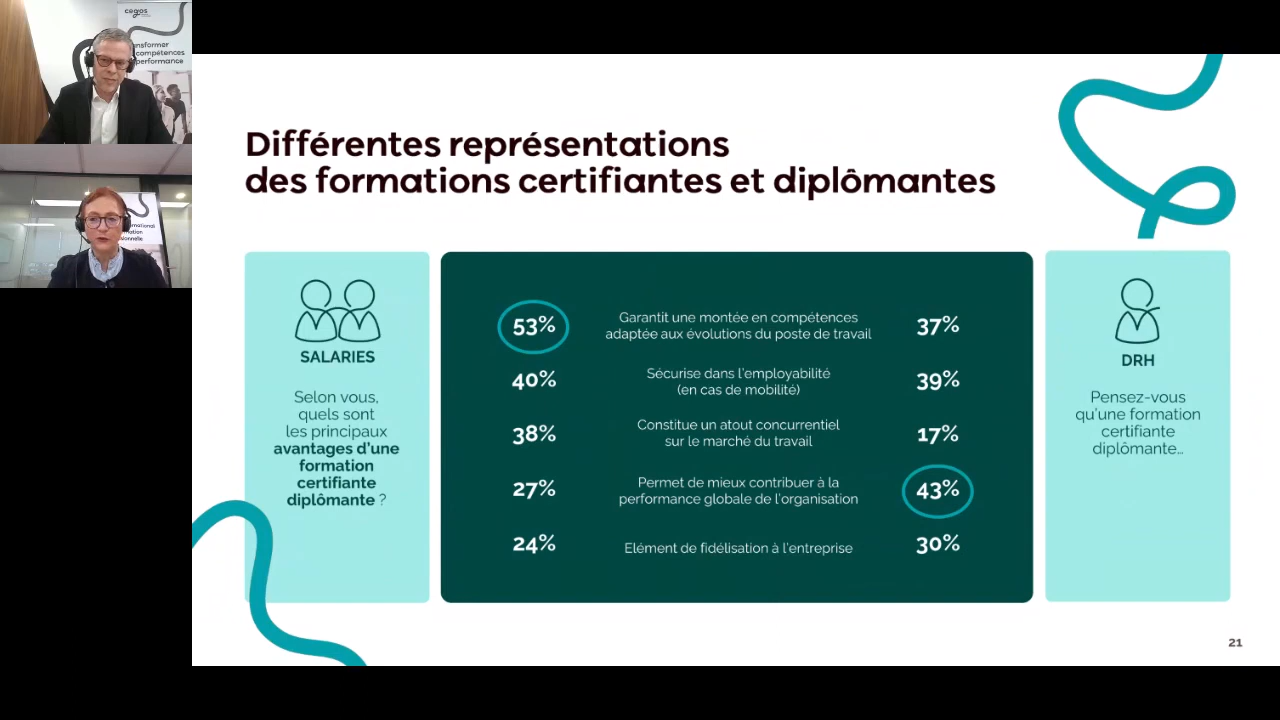 cegos
nsformer
compétences
performance
Différentes représentations
des formations certifiantes et diplômantes
SALARIES
Selon vous,
quels sont
les principaux
avantages d'une
formation
certifiante
diplômante ?
53%
Garantit une montée en compétences
adaptée aux évolutions du poste de travail
37%
40%
Sécurise dans l'employabilité
(en cas de mobilité)
39%
38%
Constitue un atout concurrentiel
sur le marché du travail
17%
27%
Permet de mieux contribuer à la
performance globale de l'organisation
43%
24%
Elément de fidélisation à l'entreprise
30%
DRH
Pensez-vous
qu'une formation
certifiante
diplômante...
21